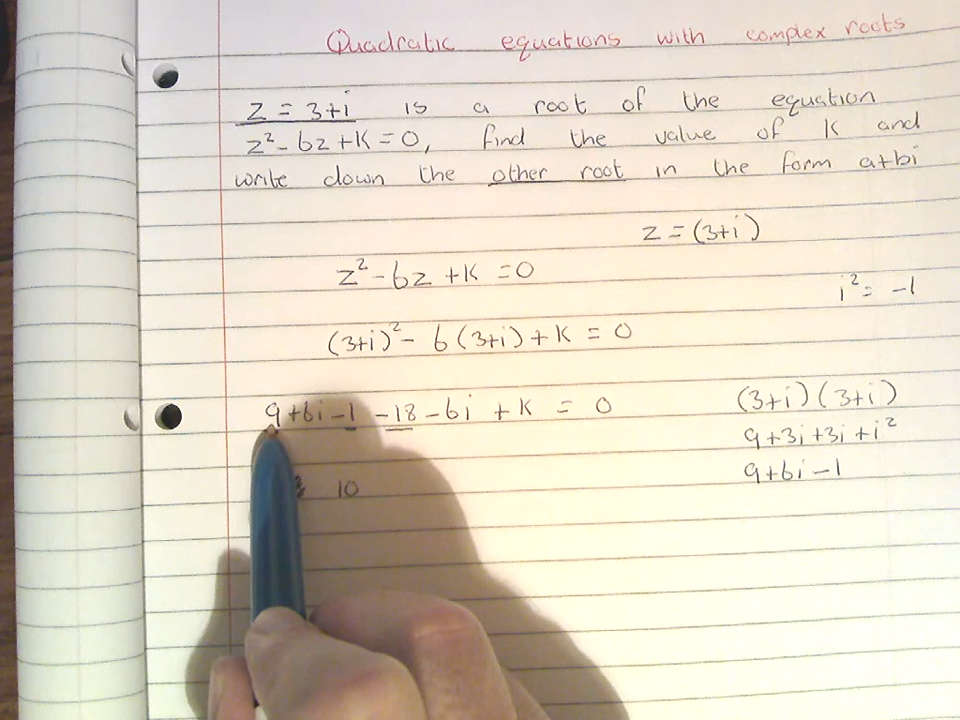 Quadratic equations with complex roots
z = 3+i is a root of the equation
z² - 6z + K = 0, find the value of K and
write down the other root in the form a+bi
z = (3+i)
z² - 6z + K = 0
i² = -1
(3+i)² - 6(3+i) + K = 0
9 + 6i - 1 - 18 - 6i + K = 0
(3+i)(3+i)
9+3i+3i+i²
9+6i-1
10